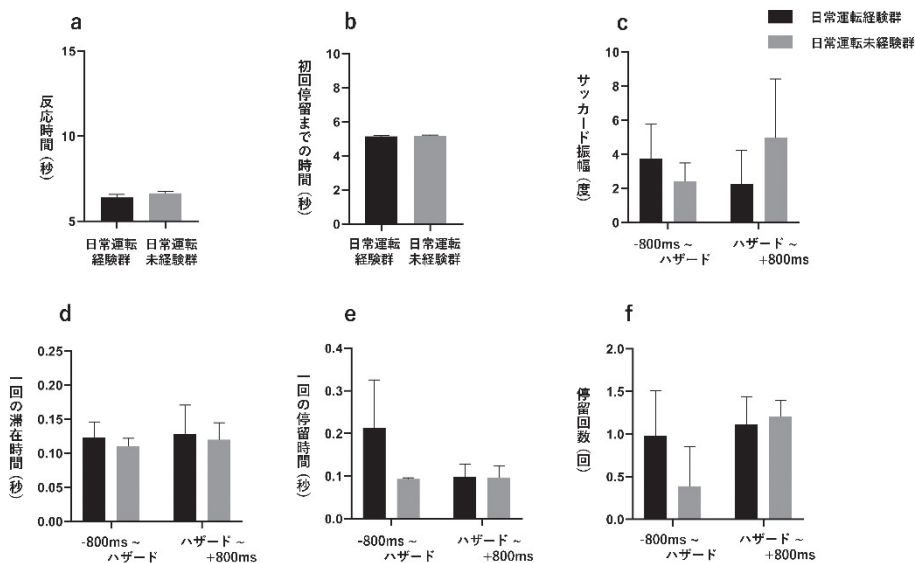 a
15
10
5
反応時間（秒）
日常運転
経験群
日常運転
未経験群
b
10
8
6
4
2
0
初回停留までの時間（秒）
日常運転
経験群
日常運転
未経験群
c
日常運転経験群
日常運転未経験群
10
8
6
4
2
0
サッカード振幅（度）
-800ms ~
ハザード
ハザード ~
+800ms
d
0.25
0.20
0.15
0.10
0.05
0.00
一回の滞在時間（秒）
-800ms ~
ハザード
ハザード ~
+800ms
e
0.4
0.3
0.2
0.1
0.0
一回の停留時間（秒）
-800ms ~
ハザード
ハザード ~
+800ms
f
2.0
1.5
1.0
0.5
0.0
停留回数（回）
-800ms ~
ハザード
ハザード ~
+800ms